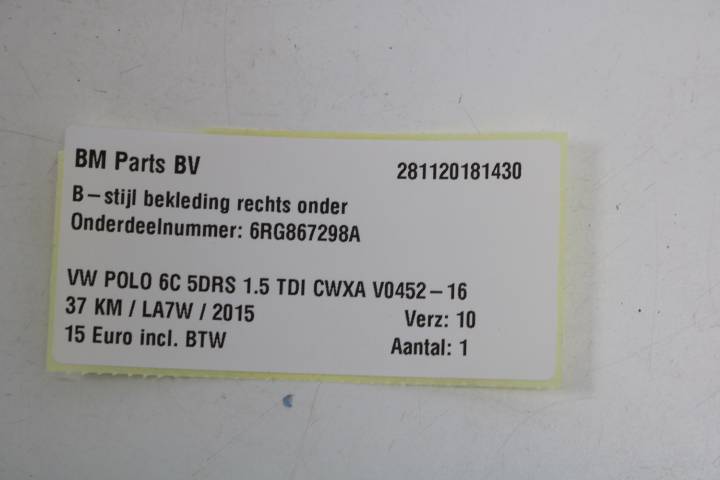 BM Parts BV 281120181430
B-stijl bekleding rechts onder
Onderdeelnummer: 6RG867298A
VW POLO 6C 5DRS 1.5 TDI CWXA V0452-16
37 KM / LA7W / 2015 Verz: 10
15 Euro incl. BTW Aantal: 1